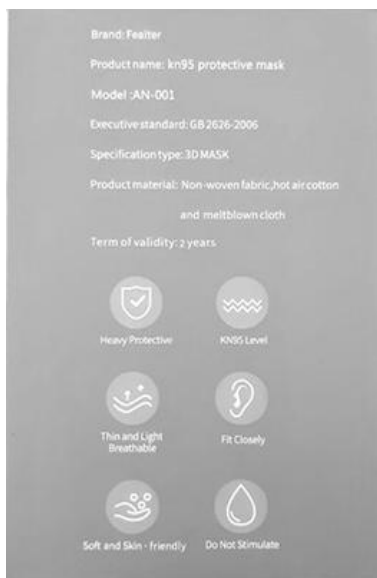 Brand: Fealter
Product name: kn95 protective mask
Model :AN-001
Executive standard: GB 2626-2006
Specification type: 3D MASK
Product material: Non-woven fabric,hot air cotton
and meltblown cloth
Term of validity: 2 years
Heavy Protective
KN95 Level
Thin and Light
Breathable
Fit Closely
Soft and Skin - friendly
Do Not Stimulate